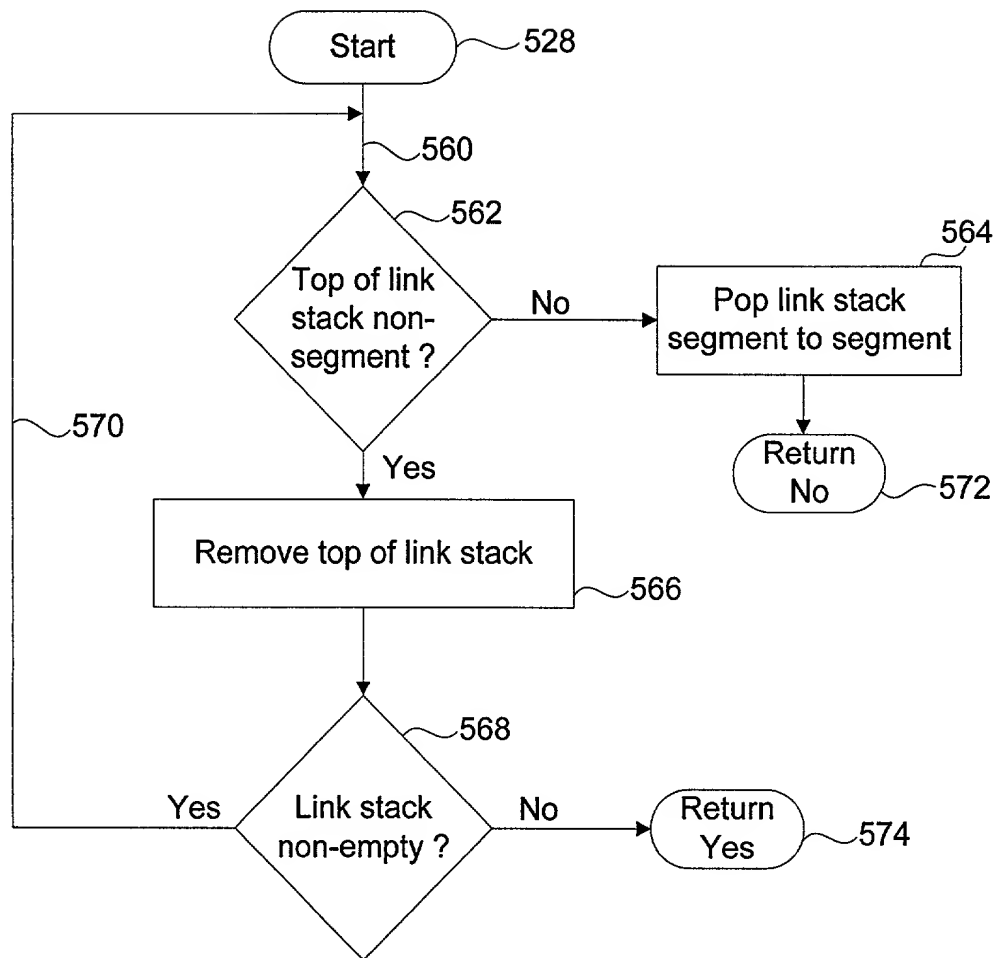 Start
528
560
562
Top of link
stack non-
segment ?
No
564
Pop link stack
segment to segment
570
Yes
Return
No
572
Remove top of link stack
566
568
Yes
Link stack
non-empty ?
No
Return
Yes
574